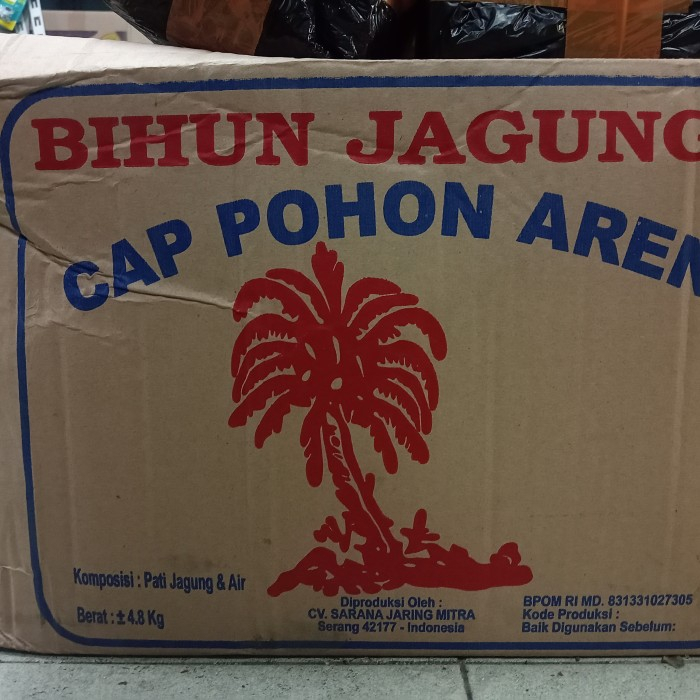 BIHUN JAGUNG
CAP POHON AREN
Komposisi : Pati Jagung & Air
Berat : ± 4.8 Kg
Diproduksi Oleh :
CV. SARANA JARING MITRA
Serang 42177 - Indonesia
BPOM RI MD. 831331027305
Kode Produksi :
Baik Digunakan Sebelum: